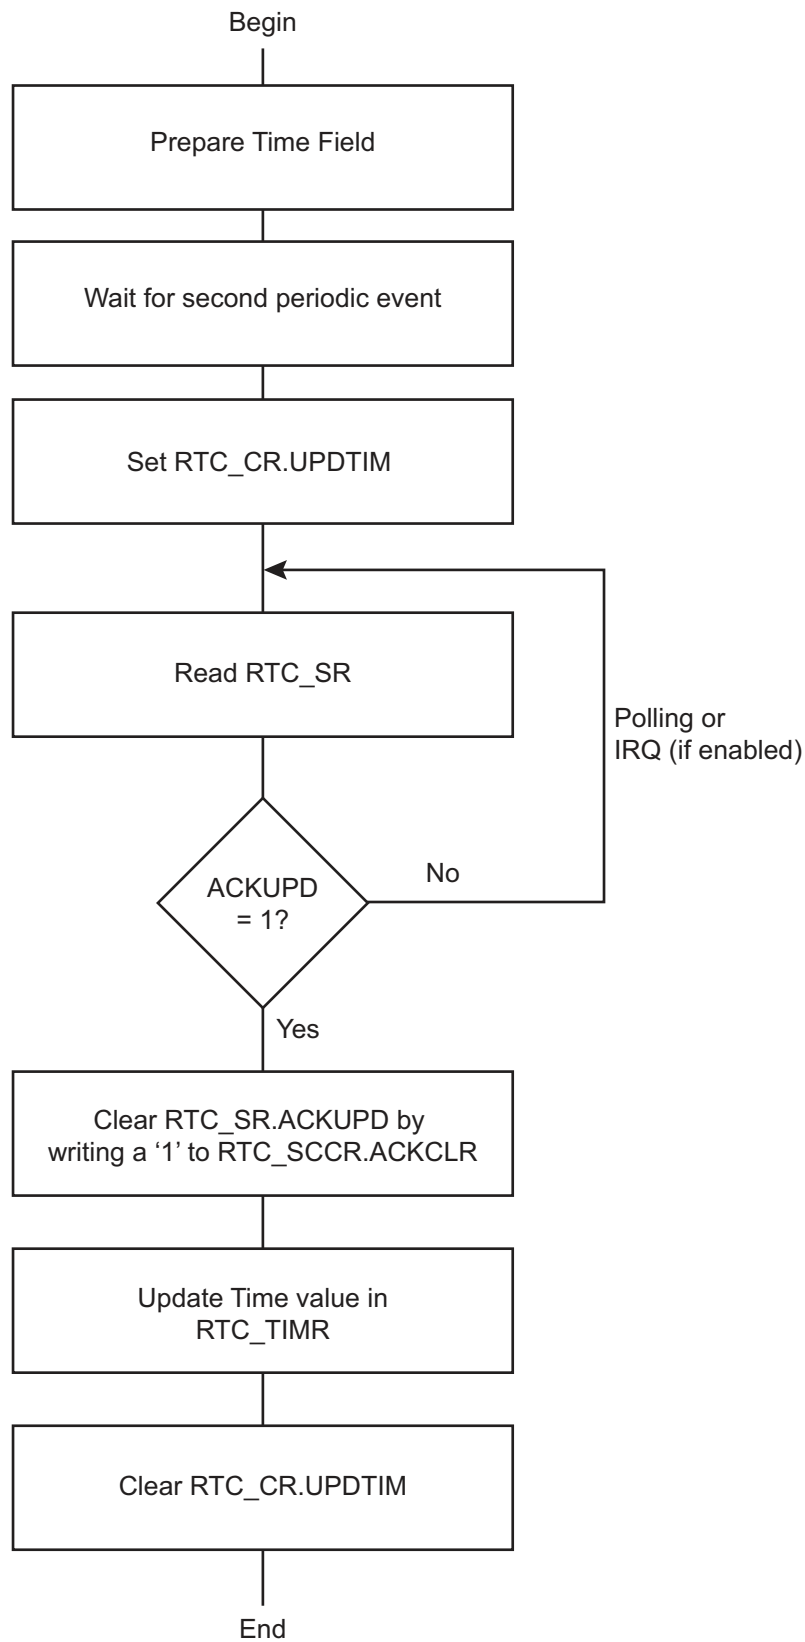 Begin
Prepare Time Field
Wait for second periodic event
Set RTC_CR.UPDTIM
Read RTC_SR
Polling or
IRQ (if enabled)
ACKUPD
= 1?
No
Yes
Clear RTC_SR.ACKUPD by
writing a ‘1’ to RTC_SCCR.ACKCLR
Update Time value in
RTC_TIMR
Clear RTC_CR.UPDTIM
End